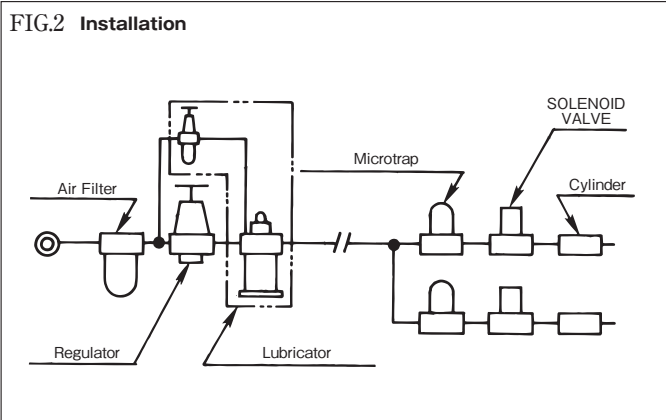 FIG.2 Installation
SOLENOID
VALVE
Microtrap
Air Filter
Cylinder
Regulator
Lubricator